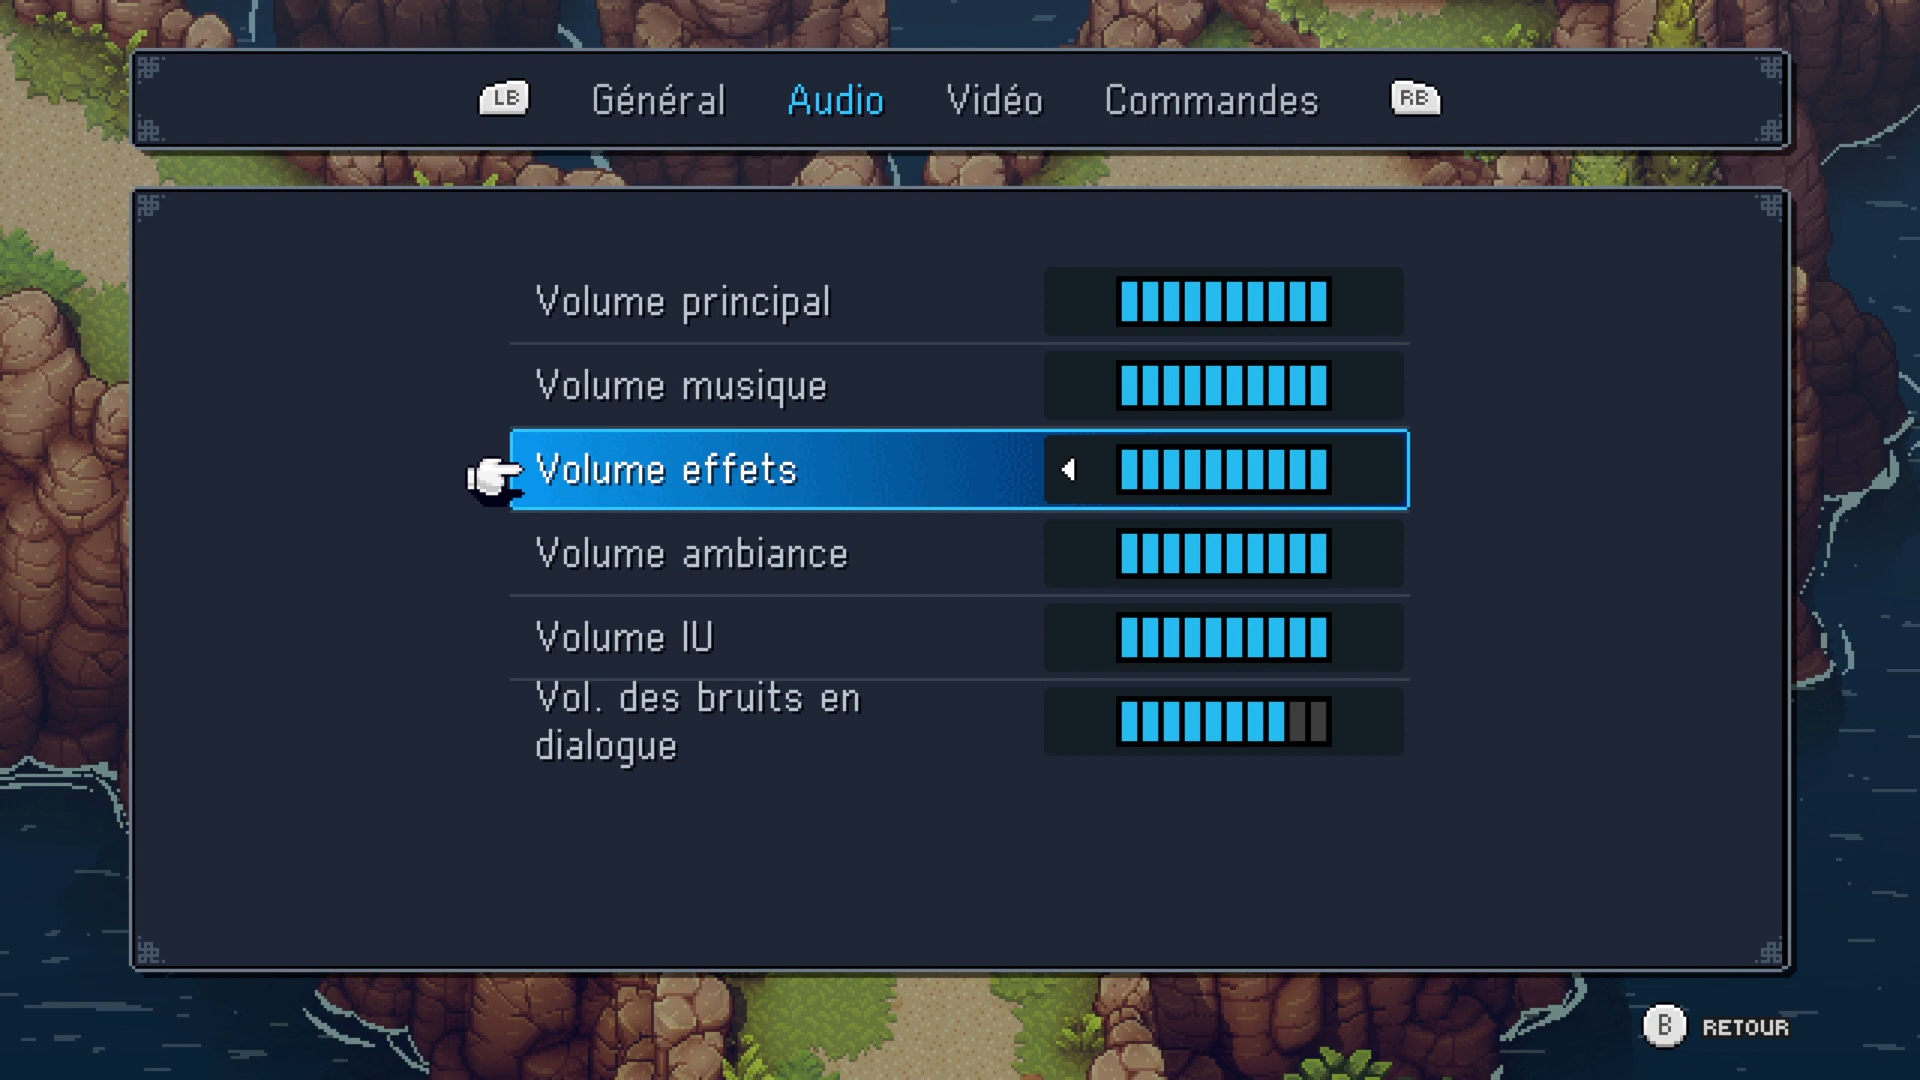 LB Général Audio Vidéo Commandes RB
Volume principal
Volume musique
Volume effets
Volume ambiance
Volume IU
Vol. des bruits en
dialogue
B RETOUR